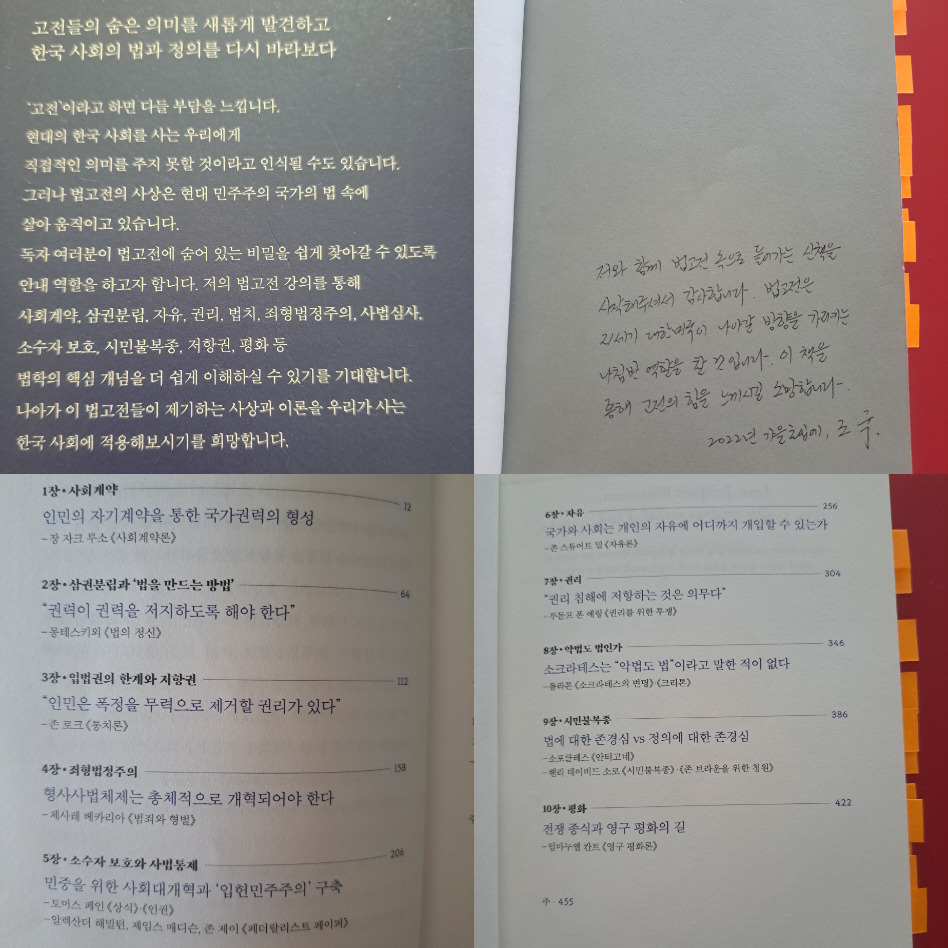 고전들의 숨은 의미를 새롭게 발견하고
한국 사회의 법과 정의를 다시 바라보다
'고전'이라고 하면 다들 부담을 느낍니다.
현대의 한국 사회를 사는 우리에게
직접적인 의미를 주지 못할 것이라고 인식될 수도 있습니다.
그러나 법고전의 사상은 현대 민주주의 국가의 법 속에
살아 움직이고 있습니다.
독자 여러분이 법고전에 숨어 있는 비밀을 쉽게 찾아갈 수 있도록
안내 역할을 하고자 합니다. 저의 법고전 강의를 통해
사회계약, 삼권분립, 자유, 권리, 법치, 죄형법정주의, 사법심사,
소수자 보호, 시민불복종, 저항권, 평화 등
법학의 핵심 개념을 더 쉽게 이해하실 수 있기를 기대합니다.
나아가 이 법고전들이 제기하는 사상과 이론을 우리가 사는
한국 사회에 적용해보시기를 희망합니다.
저와 함께 법고전 속으로 들어가는 산책을
시작해주셔서 감사합니다. 법고전은
21세기 대한민국이 나아갈 방향을 가리키는
나침반 역할을 할 것입니다. 이 책을
통해 고전의 힘을 느끼시길 소망합니다.
2022년 가을초입에, 조 국.
1장·사회계약 12
인민의 자기계약을 통한 국가권력의 형성
–장 자크 루소 《사회계약론》
2장·삼권분립과 '법을 만드는 방법' 64
"권력이 권력을 저지하도록 해야 한다"
–몽테스키외 《법의 정신》
3장·입법권의 한계와 저항권 112
"인민은 폭정을 무력으로 제거할 권리가 있다"
–존 로크 《통치론》
4장·죄형법정주의 158
형사사법체제는 총체적으로 개혁되어야 한다
–체사레 베카리아 《범죄와 형벌》
5장·소수자 보호와 사법통제 206
민중을 위한 사회대개혁과 '입헌민주주의' 구축
–토머스 페인 《상식》·《인권》
–알렉산더 해밀턴, 제임스 매디슨, 존 제이 《페더랄리스트 페이퍼》
6장·자유 256
국가와 사회는 개인의 자유에 어디까지 개입할 수 있는가
–존 스튜어트 밀 《자유론》
7장·권리 304
"권리 침해에 저항하는 것은 의무다"
–루돌프 폰 예링 《권리를 위한 투쟁》
8장·악법도 법인가 346
소크라테스는 "악법도 법"이라고 말한 적이 없다
–플라톤 《소크라테스의 변명》·《크리톤》
9장·시민불복종 386
법에 대한 존경심 vs 정의에 대한 존경심
–소포클레스 《안티고네》
–헨리 데이비드 소로 《시민불복종》·《존 브라운을 위한 청원》
10장·평화 422
전쟁 종식과 영구 평화의 길
–임마누엘 칸트 《영구 평화론》
주·455